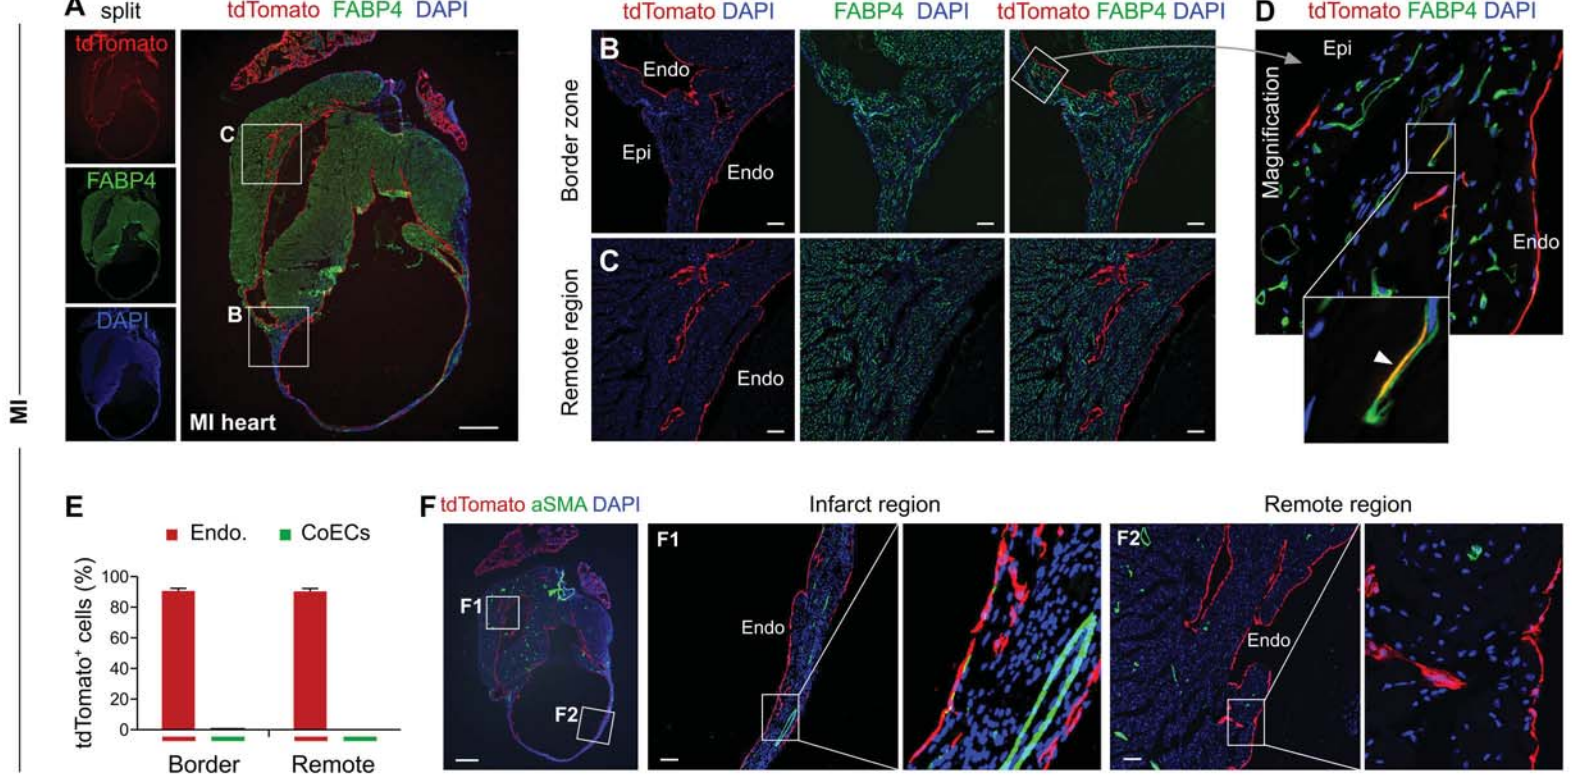 A split tdTomato FABP4 DAPI
tdTomato
FABP4
DAPI
C
B
MI heart
MI
tdTomato DAPI FABP4 DAPI tdTomato FABP4 DAPI
Border zone
B
Endo
Epi
Endo
Remote region
C
Endo
D tdTomato FABP4 DAPI
Magnification
Epi
Endo
E
Endo. CoECs
tdTomato⁺ cells (%)
100
80
60
40
20
0
Border Remote
F tdTomato aSMA DAPI Infarct region Remote region
F1
F2
F1
Endo
F2
Endo